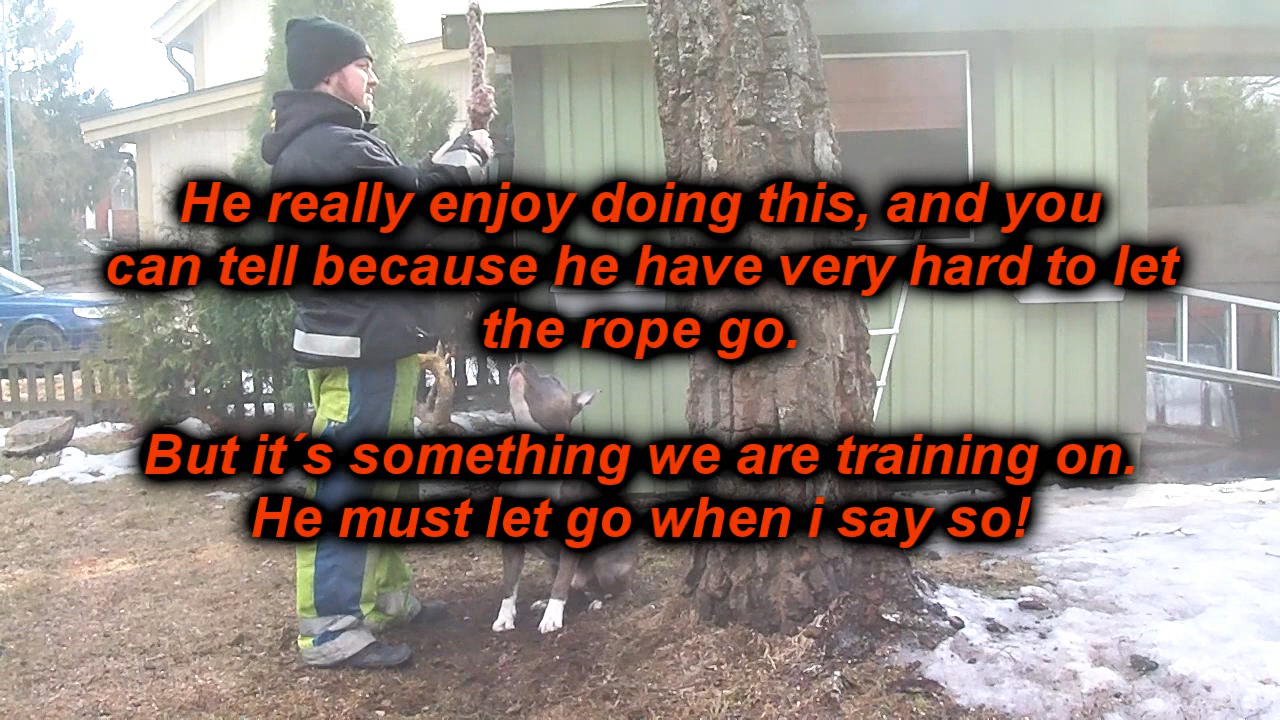 He really enjoy doing this, and you
can tell because he have very hard to let
the rope go.
But it´s something we are training on.
He must let go when i say so!